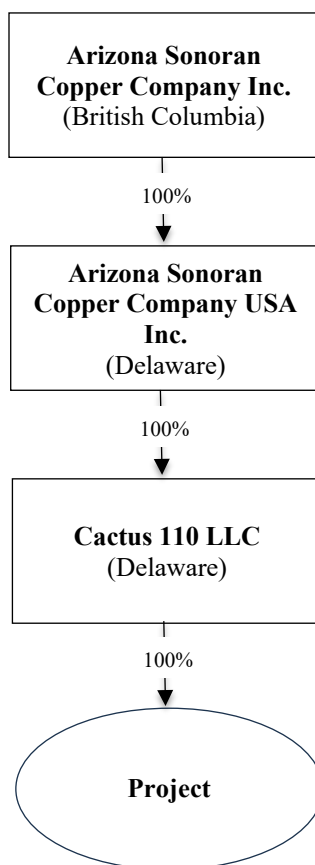 Arizona Sonoran
Copper Company Inc.
(British Columbia)
100%
Arizona Sonoran
Copper Company USA
Inc.
(Delaware)
100%
Cactus 110 LLC
(Delaware)
100%
Project